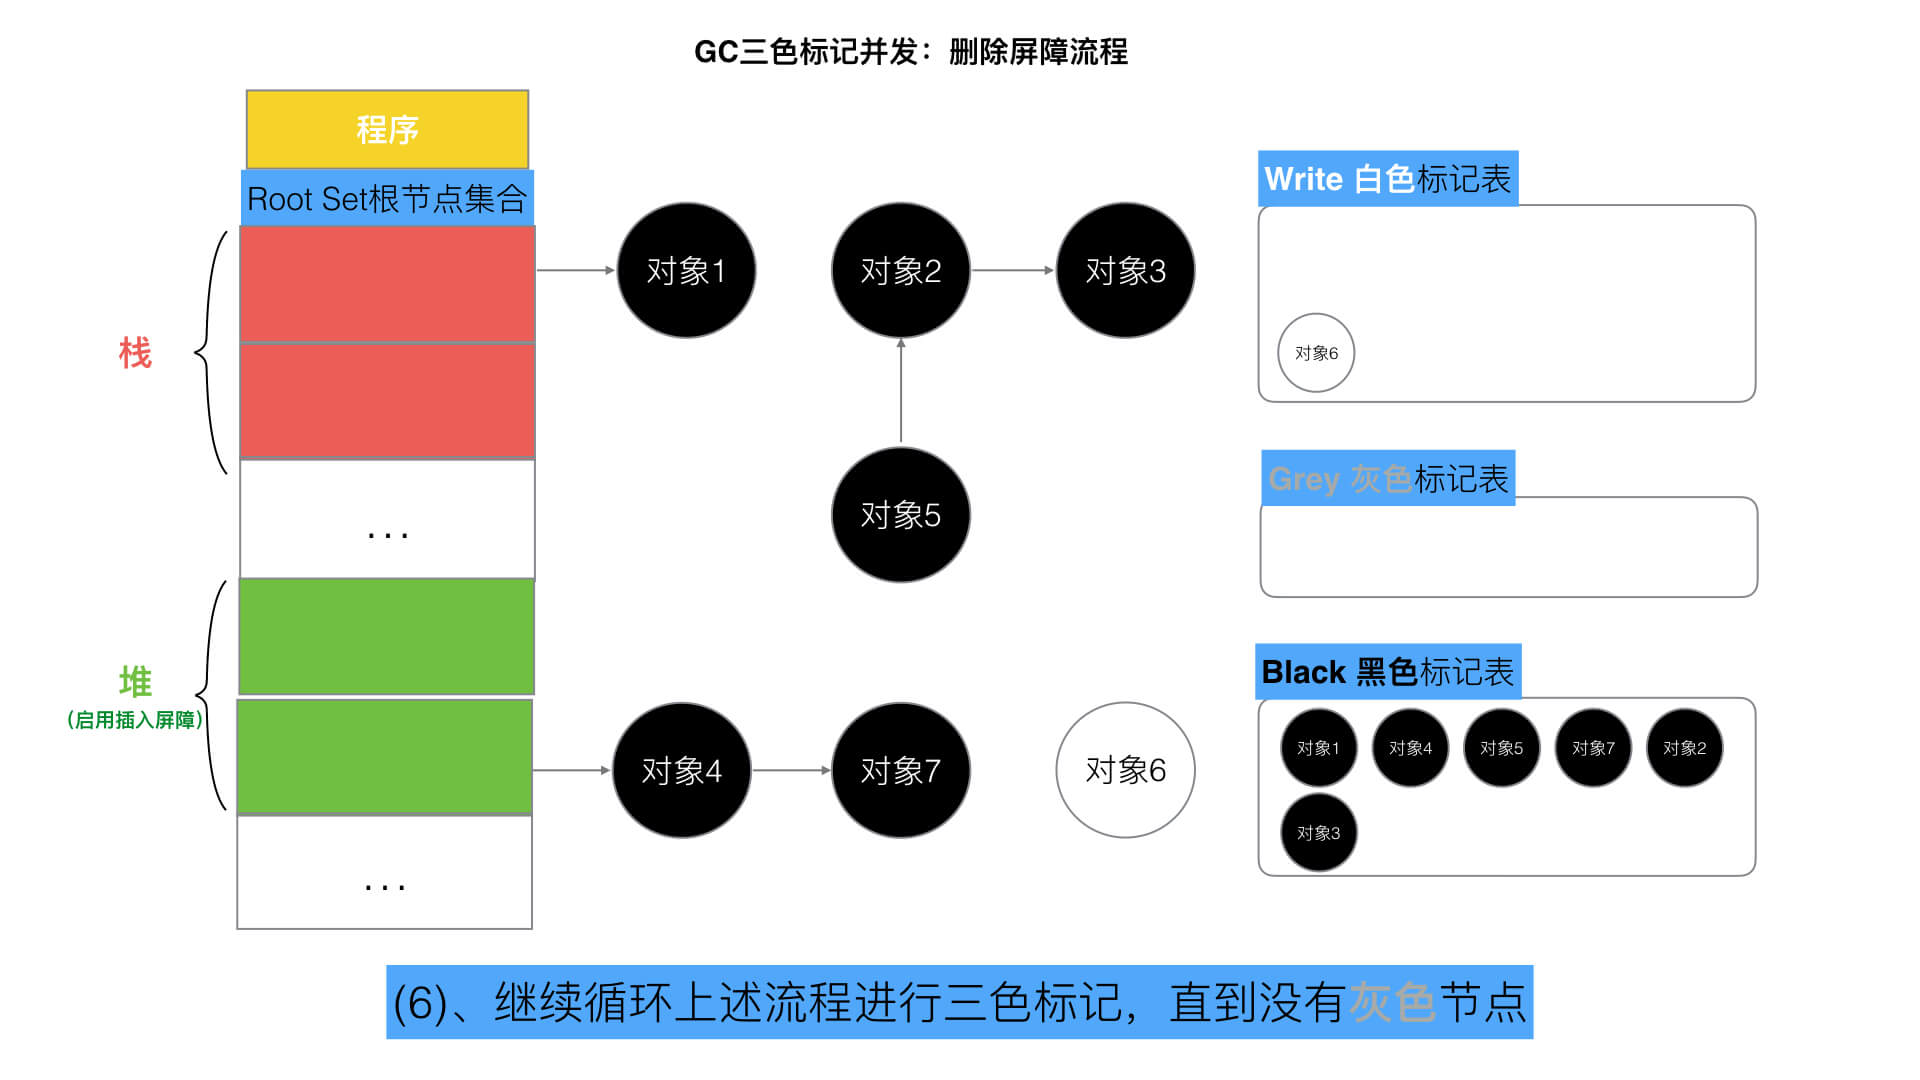 GC三色标记并发：删除屏障流程
程序
Root Set根节点集合
栈
...
堆
(启用插入屏障)
...
对象1
对象2
对象3
对象5
对象4
对象7
对象6
Write 白色标记表
对象6
Grey 灰色标记表
Black 黑色标记表
对象1 对象4 对象5 对象7 对象2
对象3
(6)、继续循环上述流程进行三色标记，直到没有灰色节点